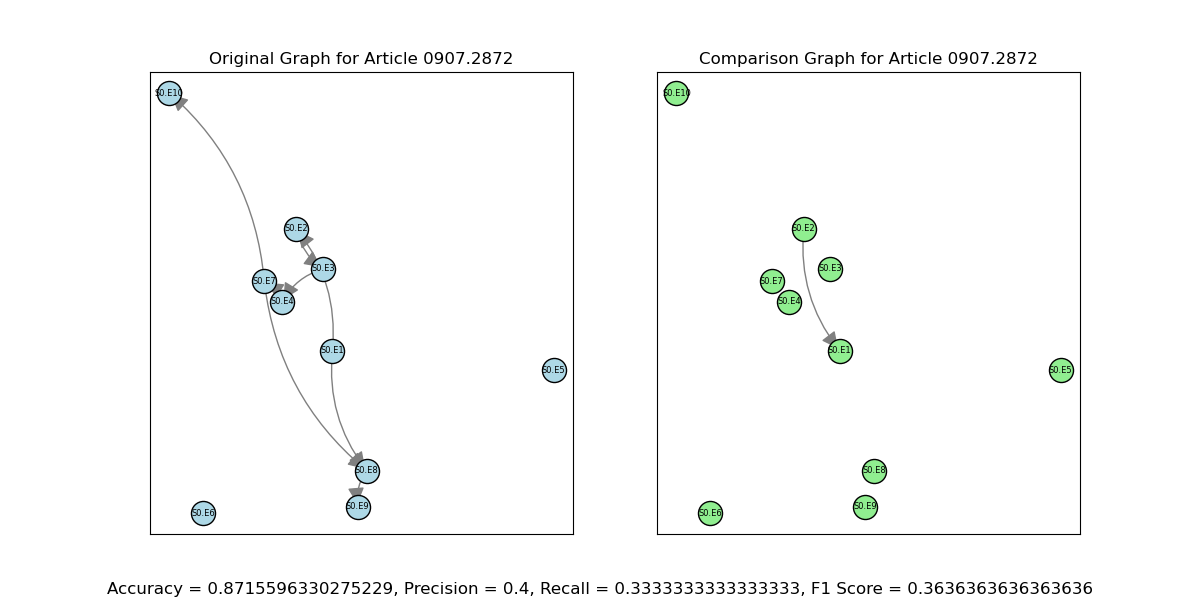 Original Graph for Article 0907.2872
S0.E10
S0.E2
S0.E3
S0.E7
S0.E4
S0.E1
S0.E5
S0.E8
S0.E9
S0.E6
Comparison Graph for Article 0907.2872
S0.E10
S0.E2
S0.E3
S0.E7
S0.E4
S0.E1
S0.E5
S0.E8
S0.E9
S0.E6
Accuracy = 0.8715596330275229, Precision = 0.4, Recall = 0.3333333333333333, F1 Score = 0.3636363636363636